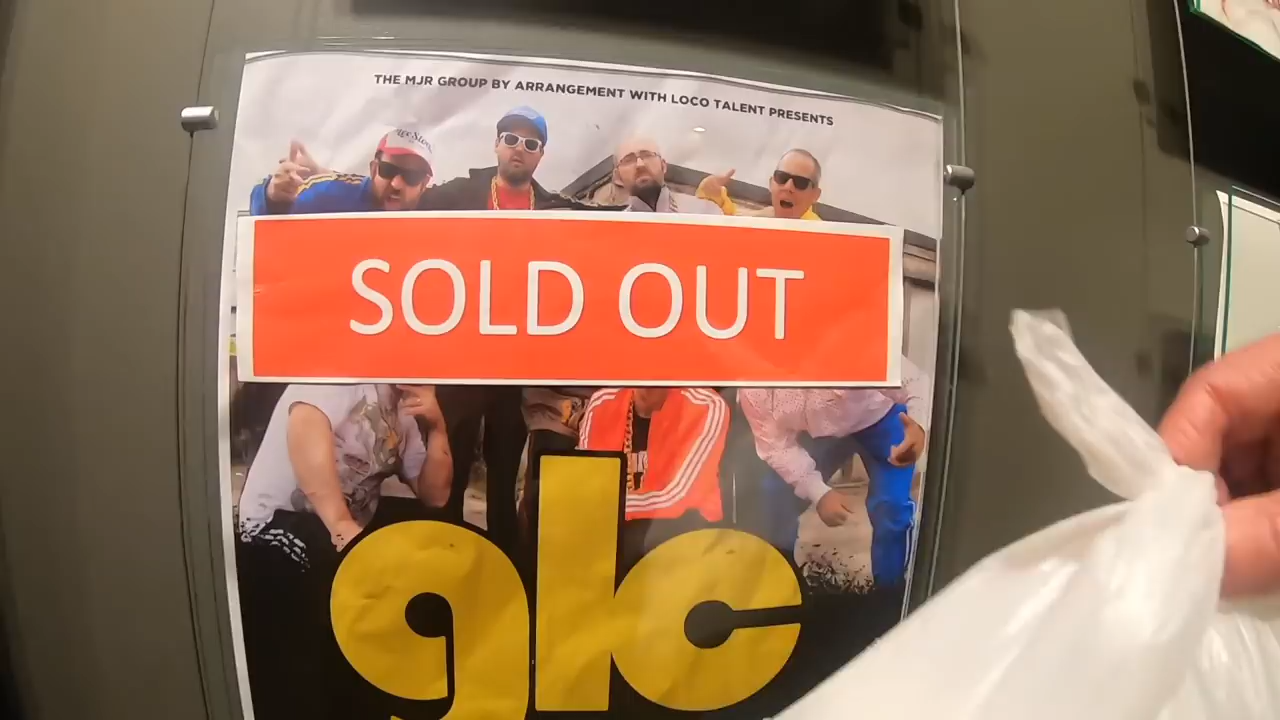 THE MJR GROUP BY ARRANGEMENT WITH LOCO TALENT PRESENTS
SOLD OUT
glc